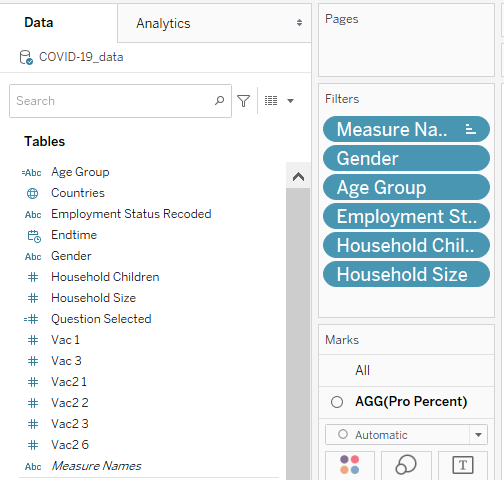 Data
Analytics
COVID-19_data
Search
Tables
=Abc Age Group
Countries
Abc Employment Status Recoded
Endtime
Abc Gender
# Household Children
# Household Size
=# Question Selected
# Vac 1
# Vac 3
# Vac2 1
# Vac2 2
# Vac2 3
# Vac2 6
Abc Measure Names
Pages
Filters
Measure Na..
Gender
Age Group
Employment St..
Household Chil..
Household Size
Marks
All
AGG(Pro Percent)
Automatic
T